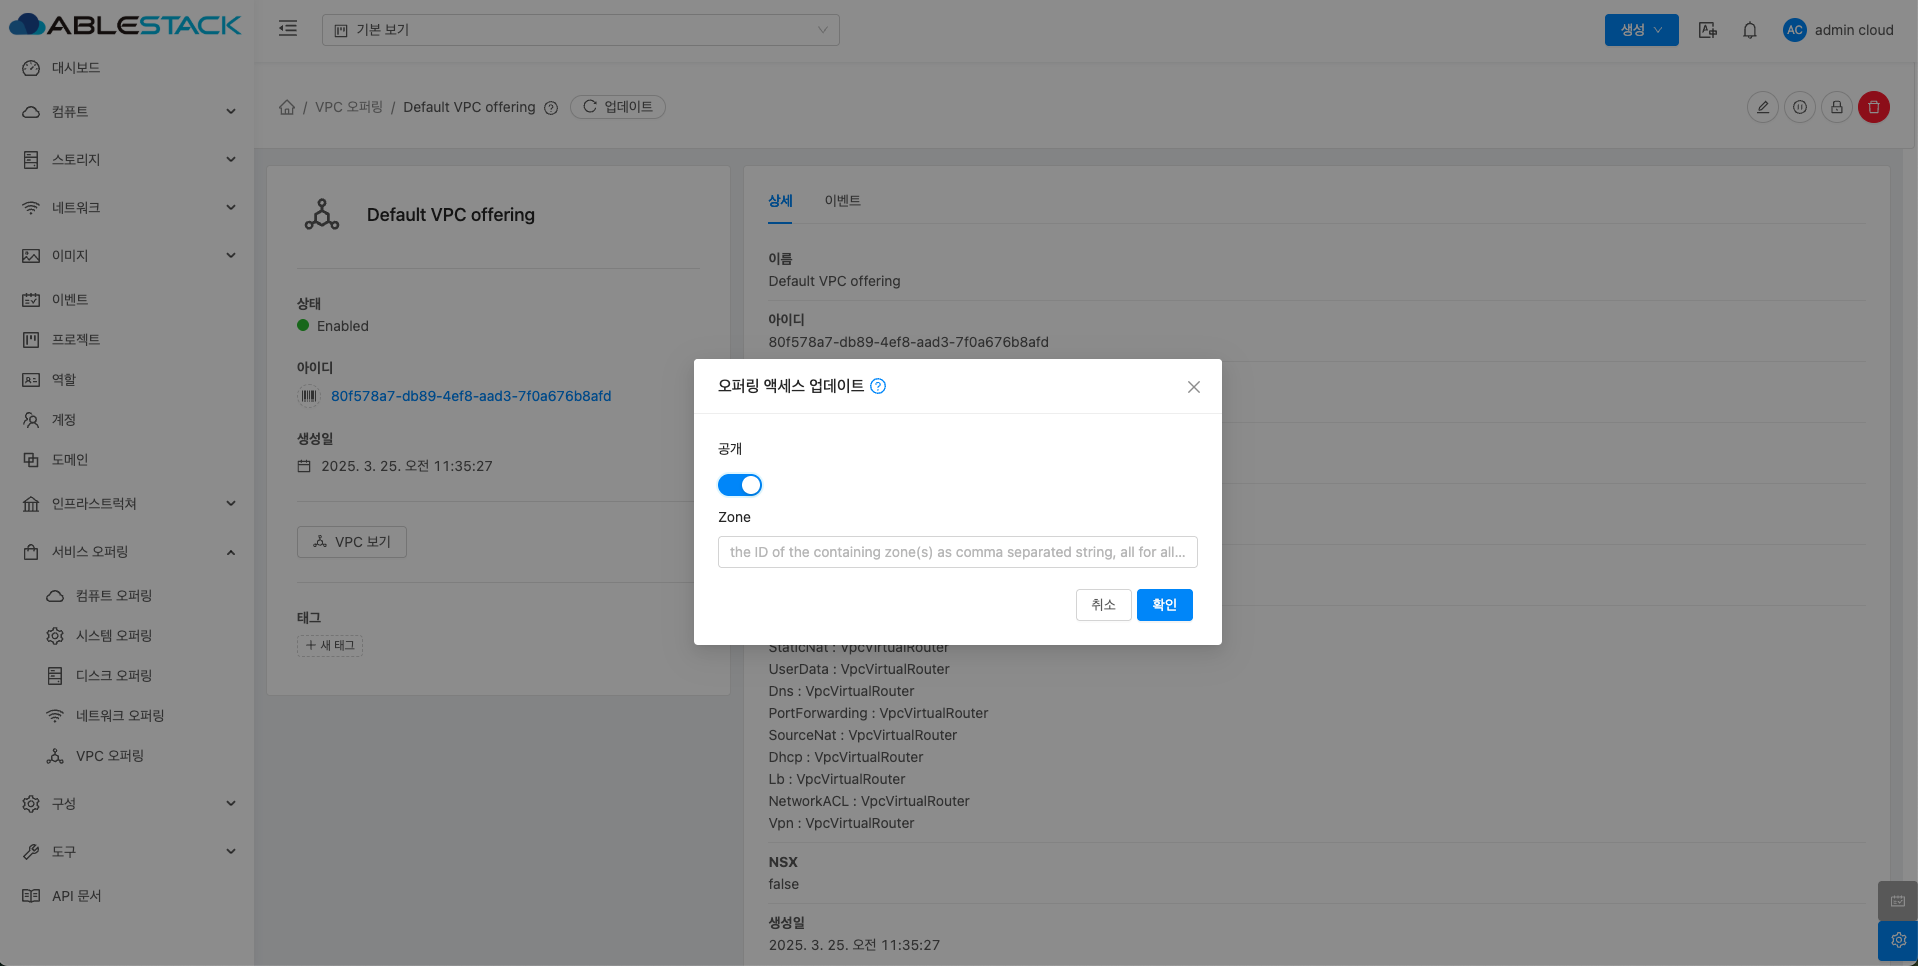 ABLESTACK
기본 보기
생성
AC
admin cloud
대시보드
컴퓨트
스토리지
네트워크
이미지
이벤트
프로젝트
역할
계정
도메인
인프라스트럭쳐
서비스 오퍼링
컴퓨트 오퍼링
시스템 오퍼링
디스크 오퍼링
네트워크 오퍼링
VPC 오퍼링
구성
도구
API 문서
/ VPC 오퍼링 / Default VPC offering
업데이트
Default VPC offering
상태
Enabled
아이디
80f578a7-db89-4ef8-aad3-7f0a676b8afd
생성일
2025. 3. 25. 오전 11:35:27
VPC 보기
태그
+ 새 태그
상세
이벤트
이름
Default VPC offering
아이디
80f578a7-db89-4ef8-aad3-7f0a676b8afd
오퍼링 액세스 업데이트
공개
Zone
the ID of the containing zone(s) as comma separated string, all for all...
취소
확인
StaticNat : VpcVirtualRouter
UserData : VpcVirtualRouter
Dns : VpcVirtualRouter
PortForwarding : VpcVirtualRouter
SourceNat : VpcVirtualRouter
Dhcp : VpcVirtualRouter
Lb : VpcVirtualRouter
NetworkACL : VpcVirtualRouter
Vpn : VpcVirtualRouter
NSX
false
생성일
2025. 3. 25. 오전 11:35:27